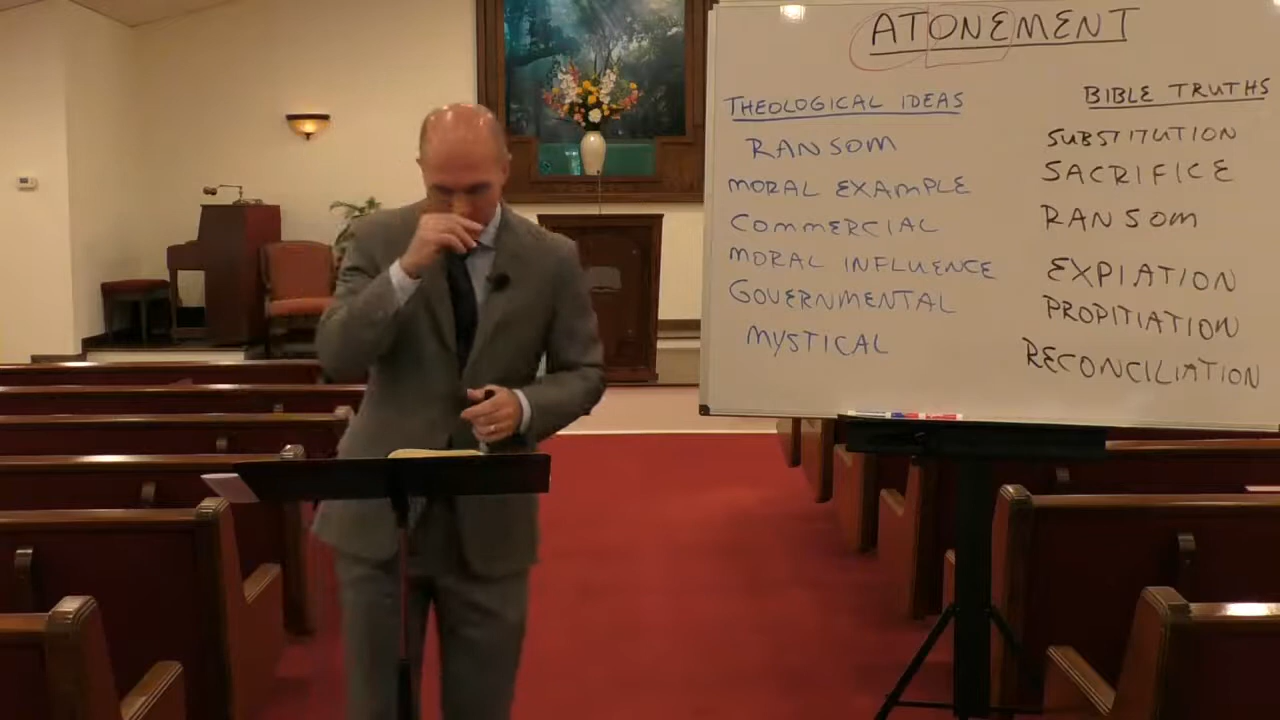 ATONEMENT
THEOLOGICAL IDEAS
RANSOM
MORAL EXAMPLE
COMMERCIAL
MORAL INFLUENCE
GOVERNMENTAL
MYSTICAL
BIBLE TRUTHS
SUBSTITUTION
SACRIFICE
RANSOM
EXPIATION
PROPITIATION
RECONCILIATION